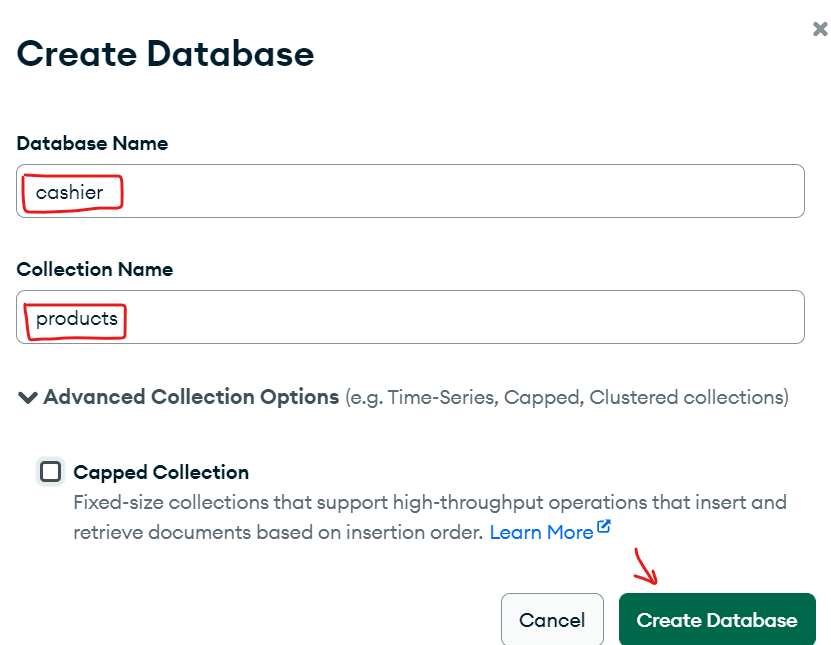 Create Database
Database Name
cashier
Collection Name
products
Advanced Collection Options (e.g. Time-Series, Capped, Clustered collections)
Capped Collection
Fixed-size collections that support high-throughput operations that insert and
retrieve documents based on insertion order. Learn More
Cancel Create Database